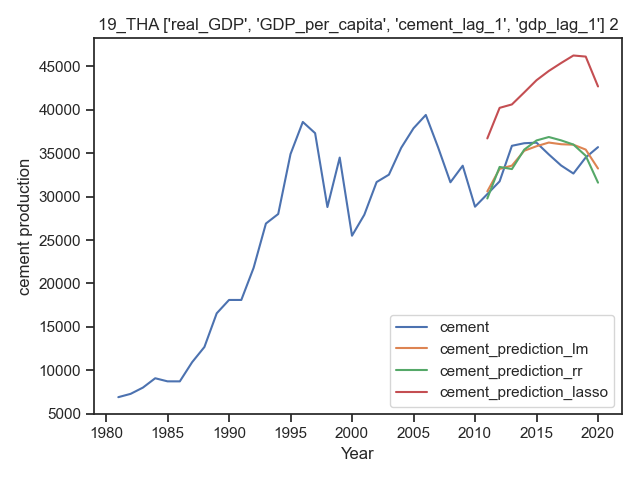 19_THA ['real_GDP', 'GDP_per_capita', 'cement_lag_1', 'gdp_lag_1'] 2
45000
40000
35000
30000
25000
20000
15000
10000
5000
cement production
cement
cement_prediction_lm
cement_prediction_rr
cement_prediction_lasso
1980 1985 1990 1995 2000 2005 2010 2015 2020
Year